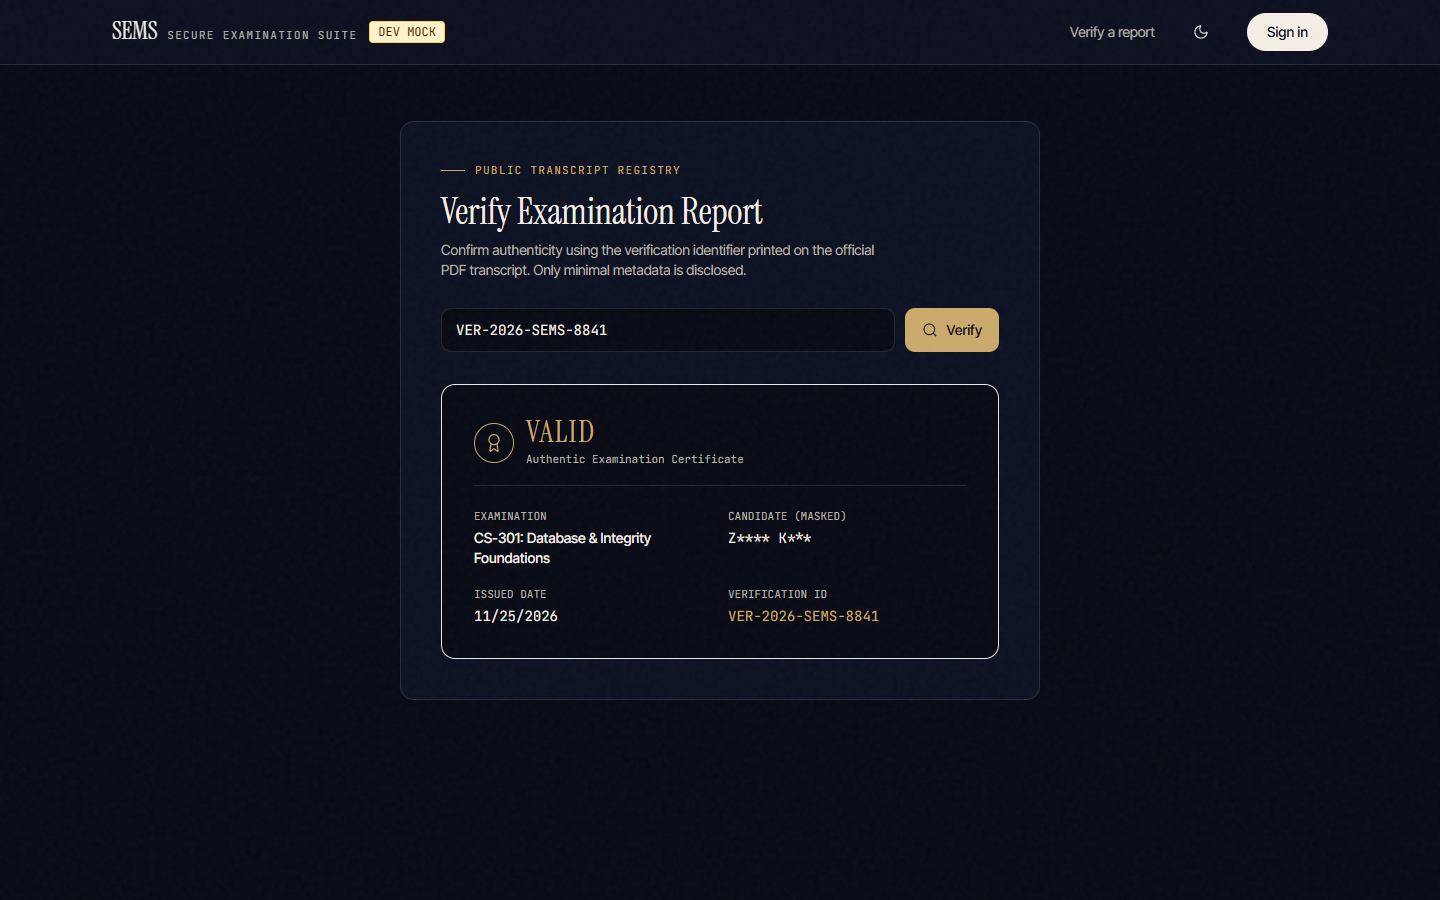 SEMS SECURE EXAMINATION SUITE DEV MOCK Verify a report Sign in
PUBLIC TRANSCRIPT REGISTRY
Verify Examination Report
Confirm authenticity using the verification identifier printed on the official
PDF transcript. Only minimal metadata is disclosed.
VER-2026-SEMS-8841 Verify
VALID
Authentic Examination Certificate
EXAMINATION CANDIDATE (MASKED)
CS-301: Database & Integrity Z**** K***
Foundations
ISSUED DATE VERIFICATION ID
11/25/2026 VER-2026-SEMS-8841